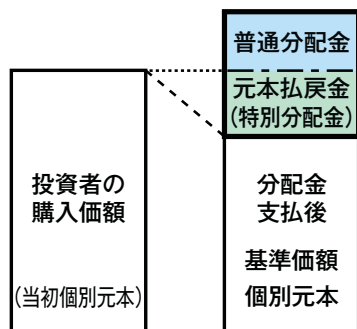 普通分配金
元本払戻金
(特別分配金)
投資者の
購入価額
(当初個別元本)
分配金
支払後
基準価額
個別元本